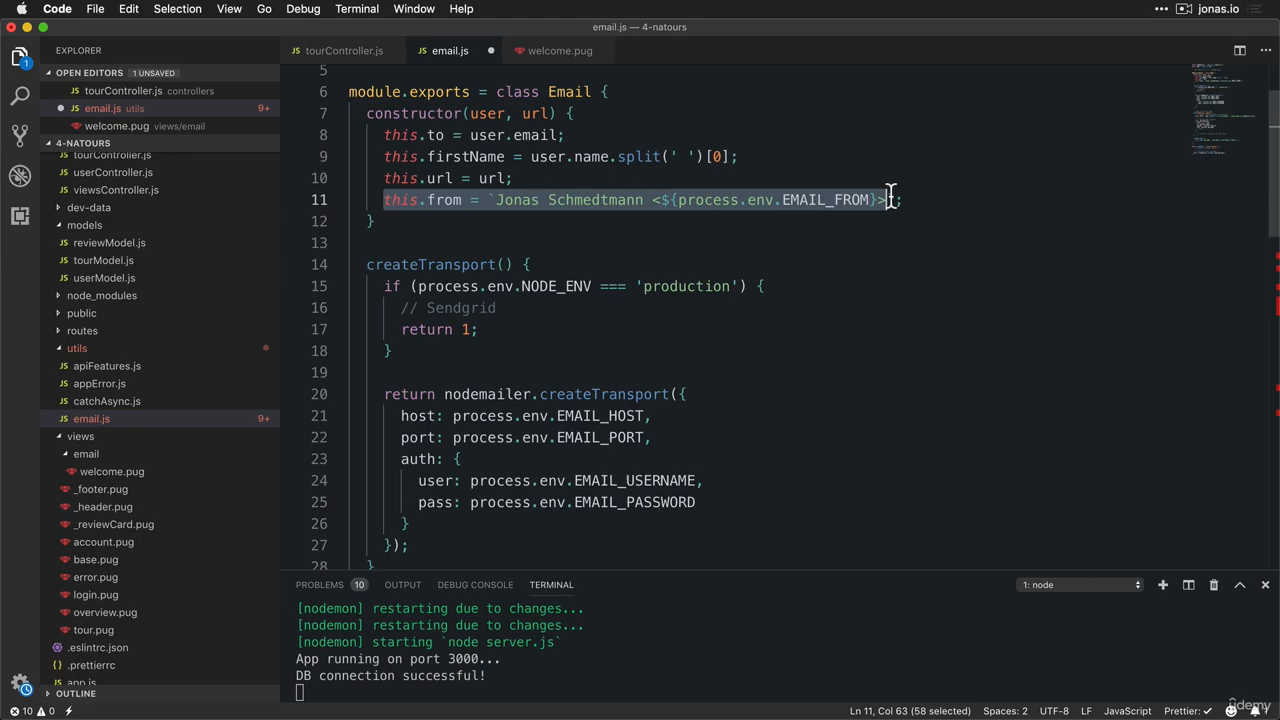 Code File Edit Selection View Go Debug Terminal Window Help ••• jonas.io
email.js — 4-natours
EXPLORER
OPEN EDITORS 1 UNSAVED
tourController.js controllers
email.js utils 9+
welcome.pug views/email
4-NATOURS
tourController.js
userController.js
viewsController.js
dev-data
models
reviewModel.js
tourModel.js
userModel.js
node_modules
public
routes
utils
apiFeatures.js
appError.js
catchAsync.js
email.js 9+
views
email
welcome.pug
_footer.pug
_header.pug
_reviewCard.pug
account.pug
base.pug
error.pug
login.pug
overview.pug
tour.pug
.eslintrc.json
.prettierrc
app.js
OUTLINE
tourController.js email.js welcome.pug
5
6 module.exports = class Email {
7 constructor(user, url) {
8 this.to = user.email;
9 this.firstName = user.name.split(' ')[0];
10 this.url = url;
11 this.from = `Jonas Schmedtmann <${process.env.EMAIL_FROM}>`;
12 }
13
14 createTransport() {
15 if (process.env.NODE_ENV === 'production') {
16 // Sendgrid
17 return 1;
18 }
19
20 return nodemailer.createTransport({
21 host: process.env.EMAIL_HOST,
22 port: process.env.EMAIL_PORT,
23 auth: {
24 user: process.env.EMAIL_USERNAME,
25 pass: process.env.EMAIL_PASSWORD
26 }
27 });
28 }
PROBLEMS 10 OUTPUT DEBUG CONSOLE TERMINAL 1: node
[nodemon] restarting due to changes...
[nodemon] restarting due to changes...
[nodemon] starting `node server.js`
App running on port 3000...
DB connection successful!
10 0 Ln 11, Col 63 (58 selected) Spaces: 2 UTF-8 LF JavaScript Prettier: ✓ 1
udemy